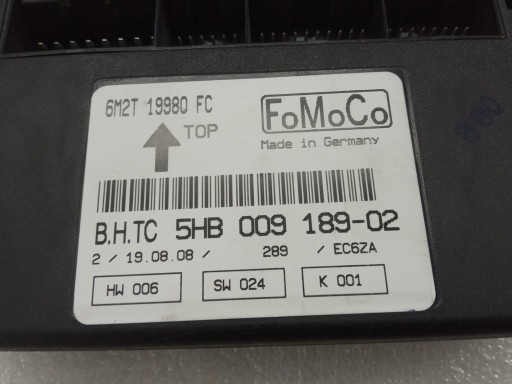 6M2T 19980 FC
FoMoCo
TOP
Made in Germany
B.H.TC 5HB 009 189-02
2 / 19.08.08 / 289 / EC6ZA
HW 006 SW 024 K 001